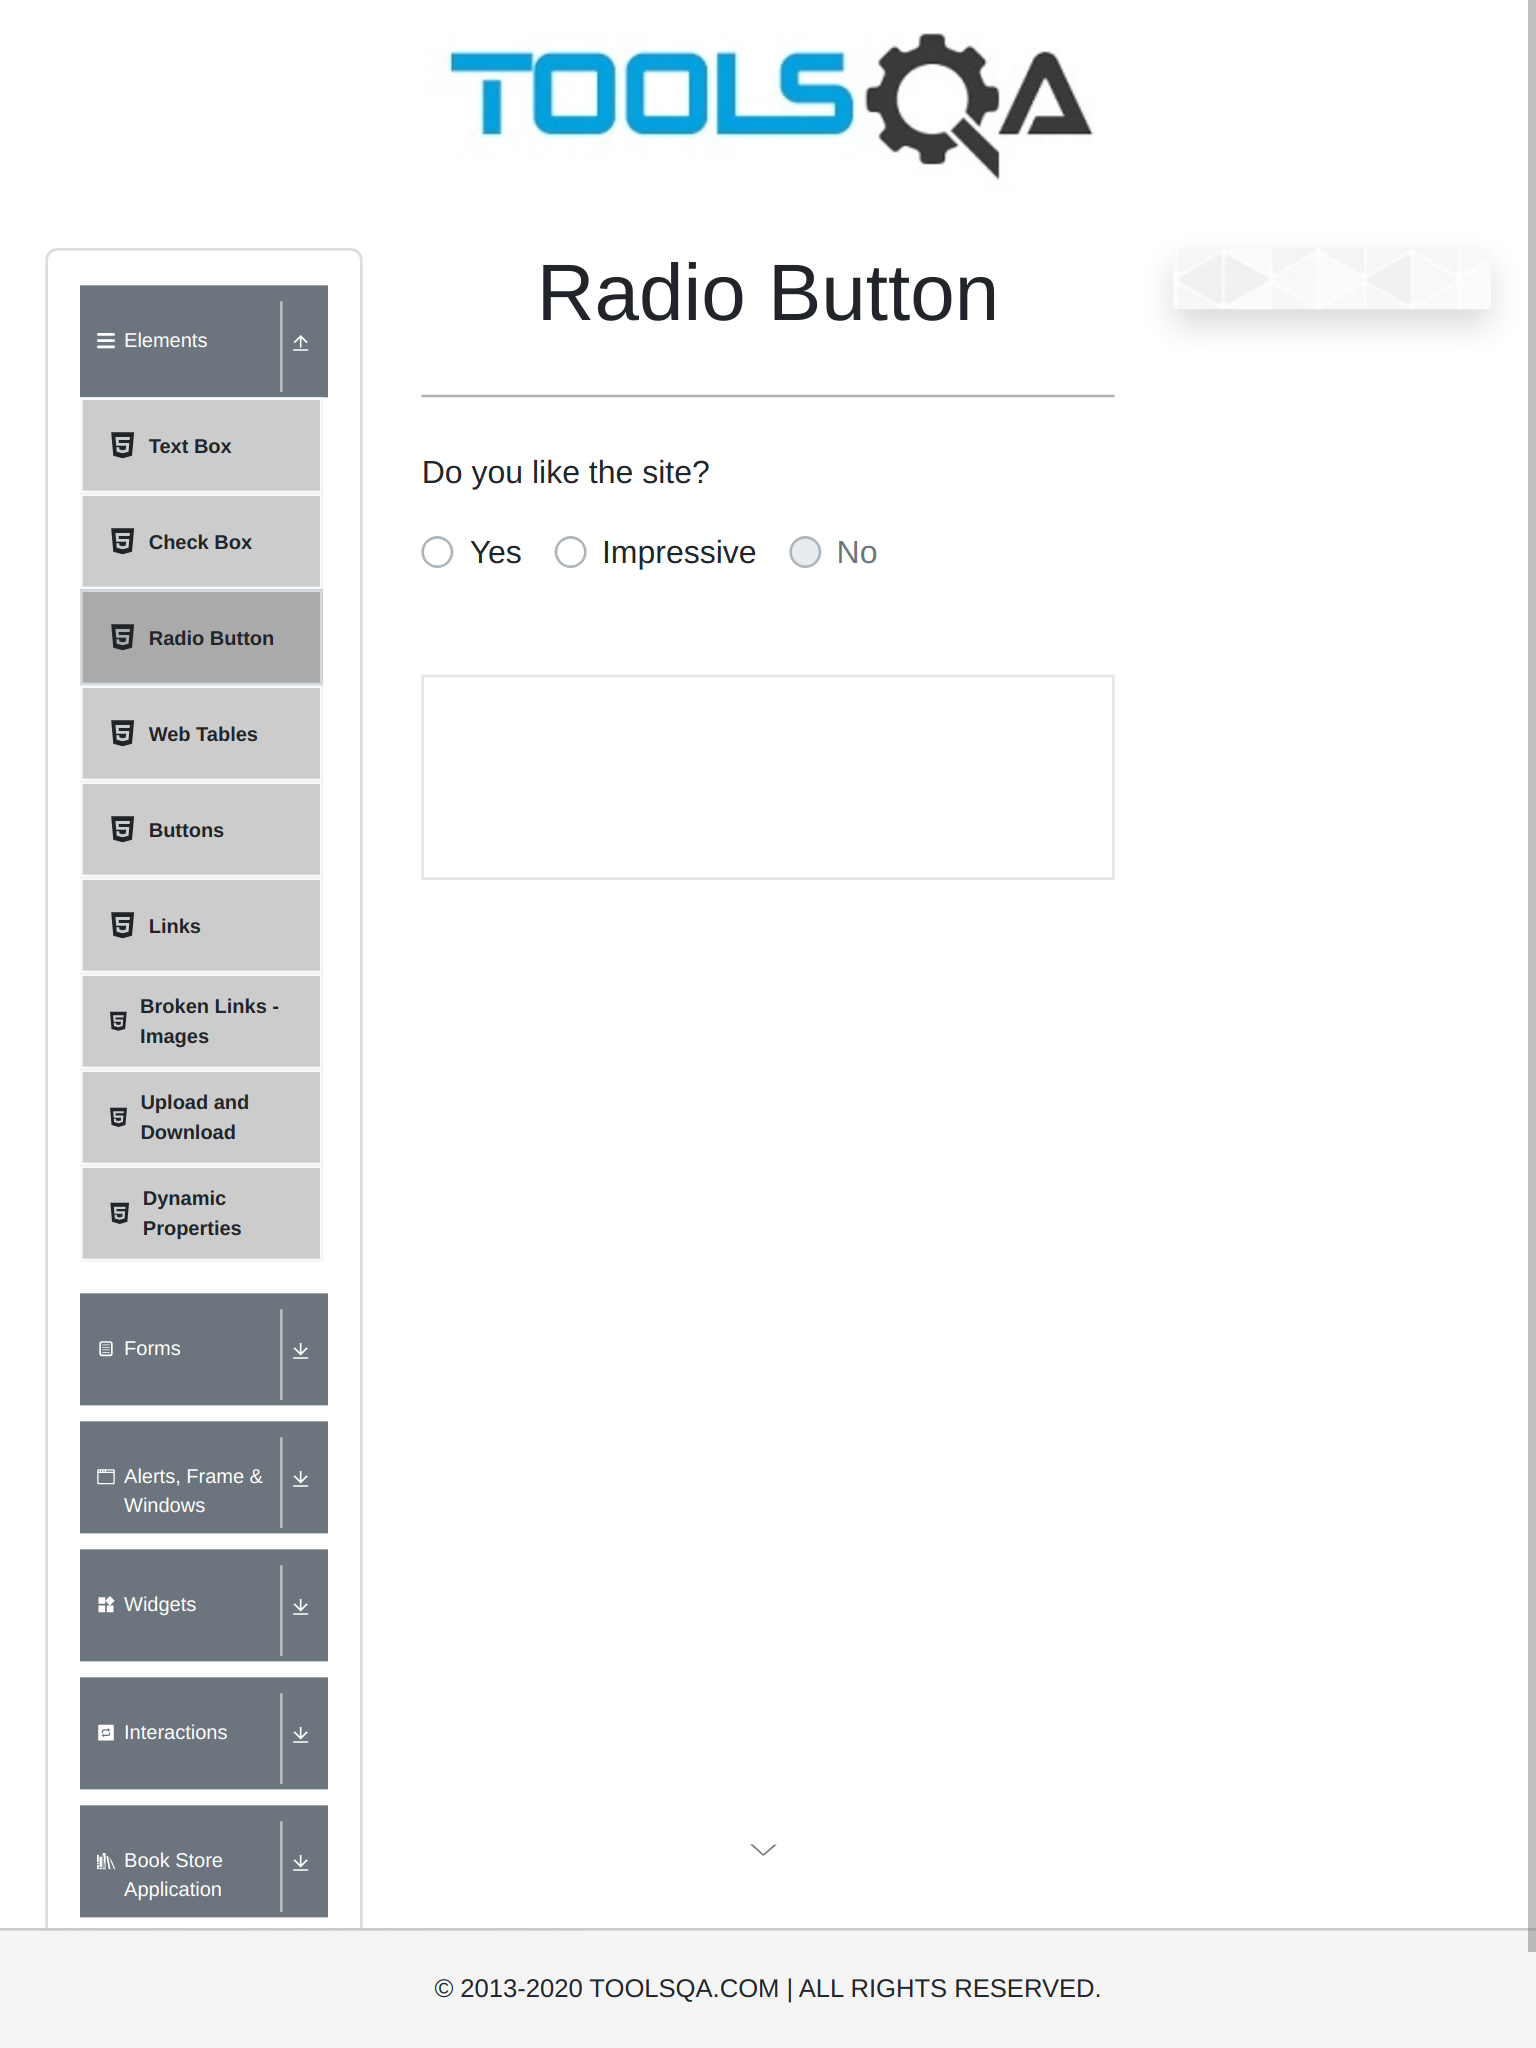 TOOLSQA
Radio Button
Elements
Text Box
Check Box
Radio Button
Web Tables
Buttons
Links
Broken Links -
Images
Upload and
Download
Dynamic
Properties
Forms
Alerts, Frame &
Windows
Widgets
Interactions
Book Store
Application
Do you like the site?
Yes Impressive No
© 2013-2020 TOOLSQA.COM | ALL RIGHTS RESERVED.